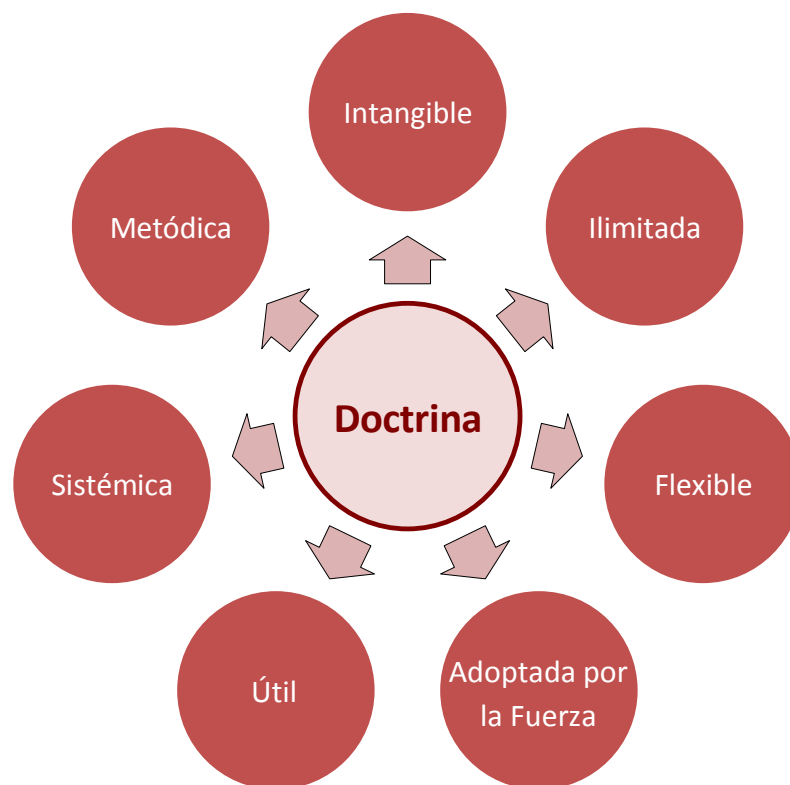 Intangible
Ilimitada
Flexible
Adoptada por
la Fuerza
Útil
Sistémica
Metódica
Doctrina